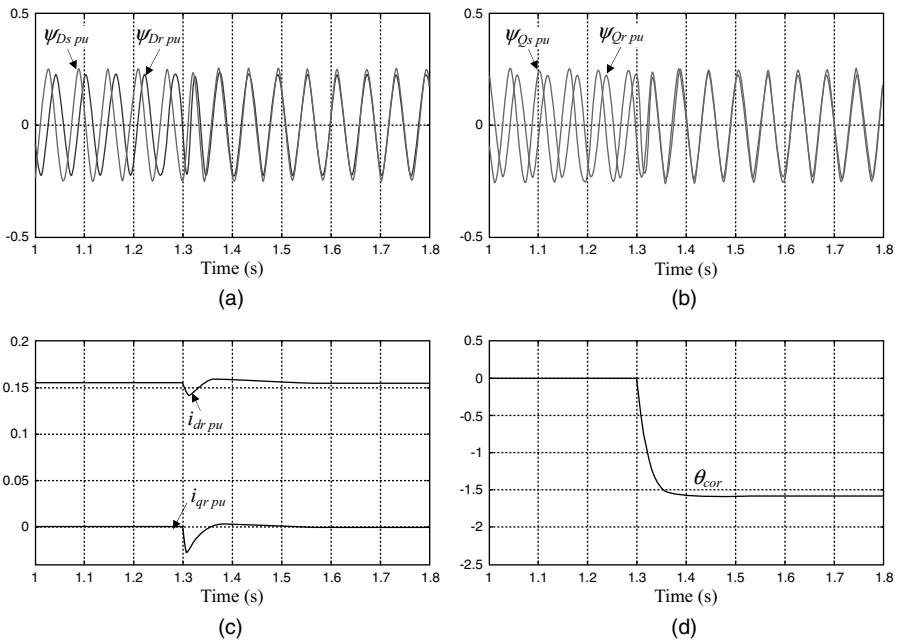 0.5
ψDs pu
ψDr pu
0
-0.5
1 1.1 1.2 1.3 1.4 1.5 1.6 1.7 1.8
Time (s)
(a)
0.5
ψQs pu
ψQr pu
0
-0.5
1 1.1 1.2 1.3 1.4 1.5 1.6 1.7 1.8
Time (s)
(b)
0.2
0.15
idr pu
0.1
0.05
iqr pu
0
1 1.1 1.2 1.3 1.4 1.5 1.6 1.7 1.8
Time (s)
(c)
0.5
0
-0.5
-1
θcor
-1.5
-2
-2.5
1 1.1 1.2 1.3 1.4 1.5 1.6 1.7 1.8
Time (s)
(d)